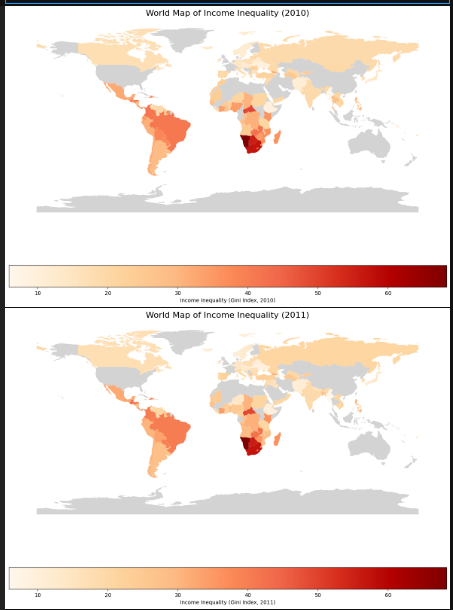 World Map of Income Inequality (2010)
10 20 30 40 50 60
Income Inequality (Gini Index, 2010)
World Map of Income Inequality (2011)
10 20 30 40 50 60
Income Inequality (Gini Index, 2011)